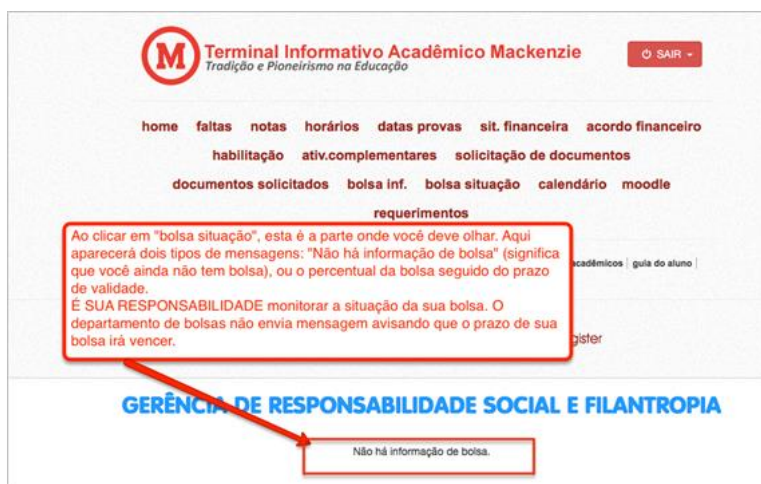 M Terminal Informativo Acadêmico Mackenzie
Tradição e Pioneirismo na Educação
SAIR
home faltas notas horários datas provas sit. financeira acordo financeiro
habilitação ativ.complementares solicitação de documentos
documentos solicitados bolsa inf. bolsa situação calendário moodle
requerimentos
Ao clicar em "bolsa situação", esta é a parte onde você deve olhar. Aqui
aparecerá dois tipos de mensagens: "Não há informação de bolsa" (significa
que você ainda não tem bolsa), ou o percentual da bolsa seguido do prazo
de validade.
É SUA RESPONSABILIDADE monitorar a situação da sua bolsa. O
departamento de bolsas não envia mensagem avisando que o prazo de sua
bolsa irá vencer.
acadêmicos guia do aluno
gister
GERÊNCIA DE RESPONSABILIDADE SOCIAL E FILANTROPIA
Não há informação de bolsa.